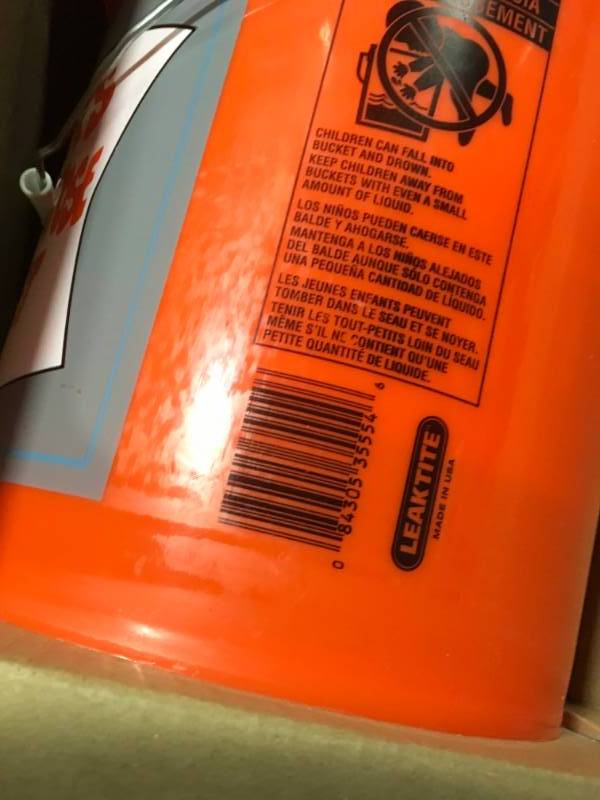 SEMENT
CHILDREN CAN FALL INTO
BUCKET AND DROWN.
KEEP CHILDREN AWAY FROM
BUCKETS WITH EVEN A SMALL
AMOUNT OF LIQUID.
LOS NIÑOS PUEDEN CAERSE EN ESTE
BALDE Y AHOGARSE.
MANTENGA A LOS NIÑOS ALEJADOS
DEL BALDE AUNQUE SÓLO CONTENGA
UNA PEQUEÑA CANTIDAD DE LÍQUIDO.
LES JEUNES ENFANTS PEUVENT
TOMBER DANS LE SEAU ET SE NOYER.
TENIR LES TOUT-PETITS LOIN DU SEAU
MÊME S'IL NE CONTIENT QU'UNE
PETITE QUANTITÉ DE LIQUIDE.
0 84305 35554 6
LEAKTITE
MADE IN USA